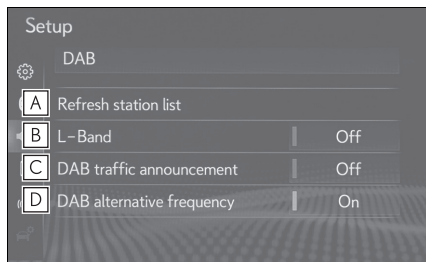 Setup
DAB
A Refresh station list
B L-Band Off
C DAB traffic announcement Off
D DAB alternative frequency On